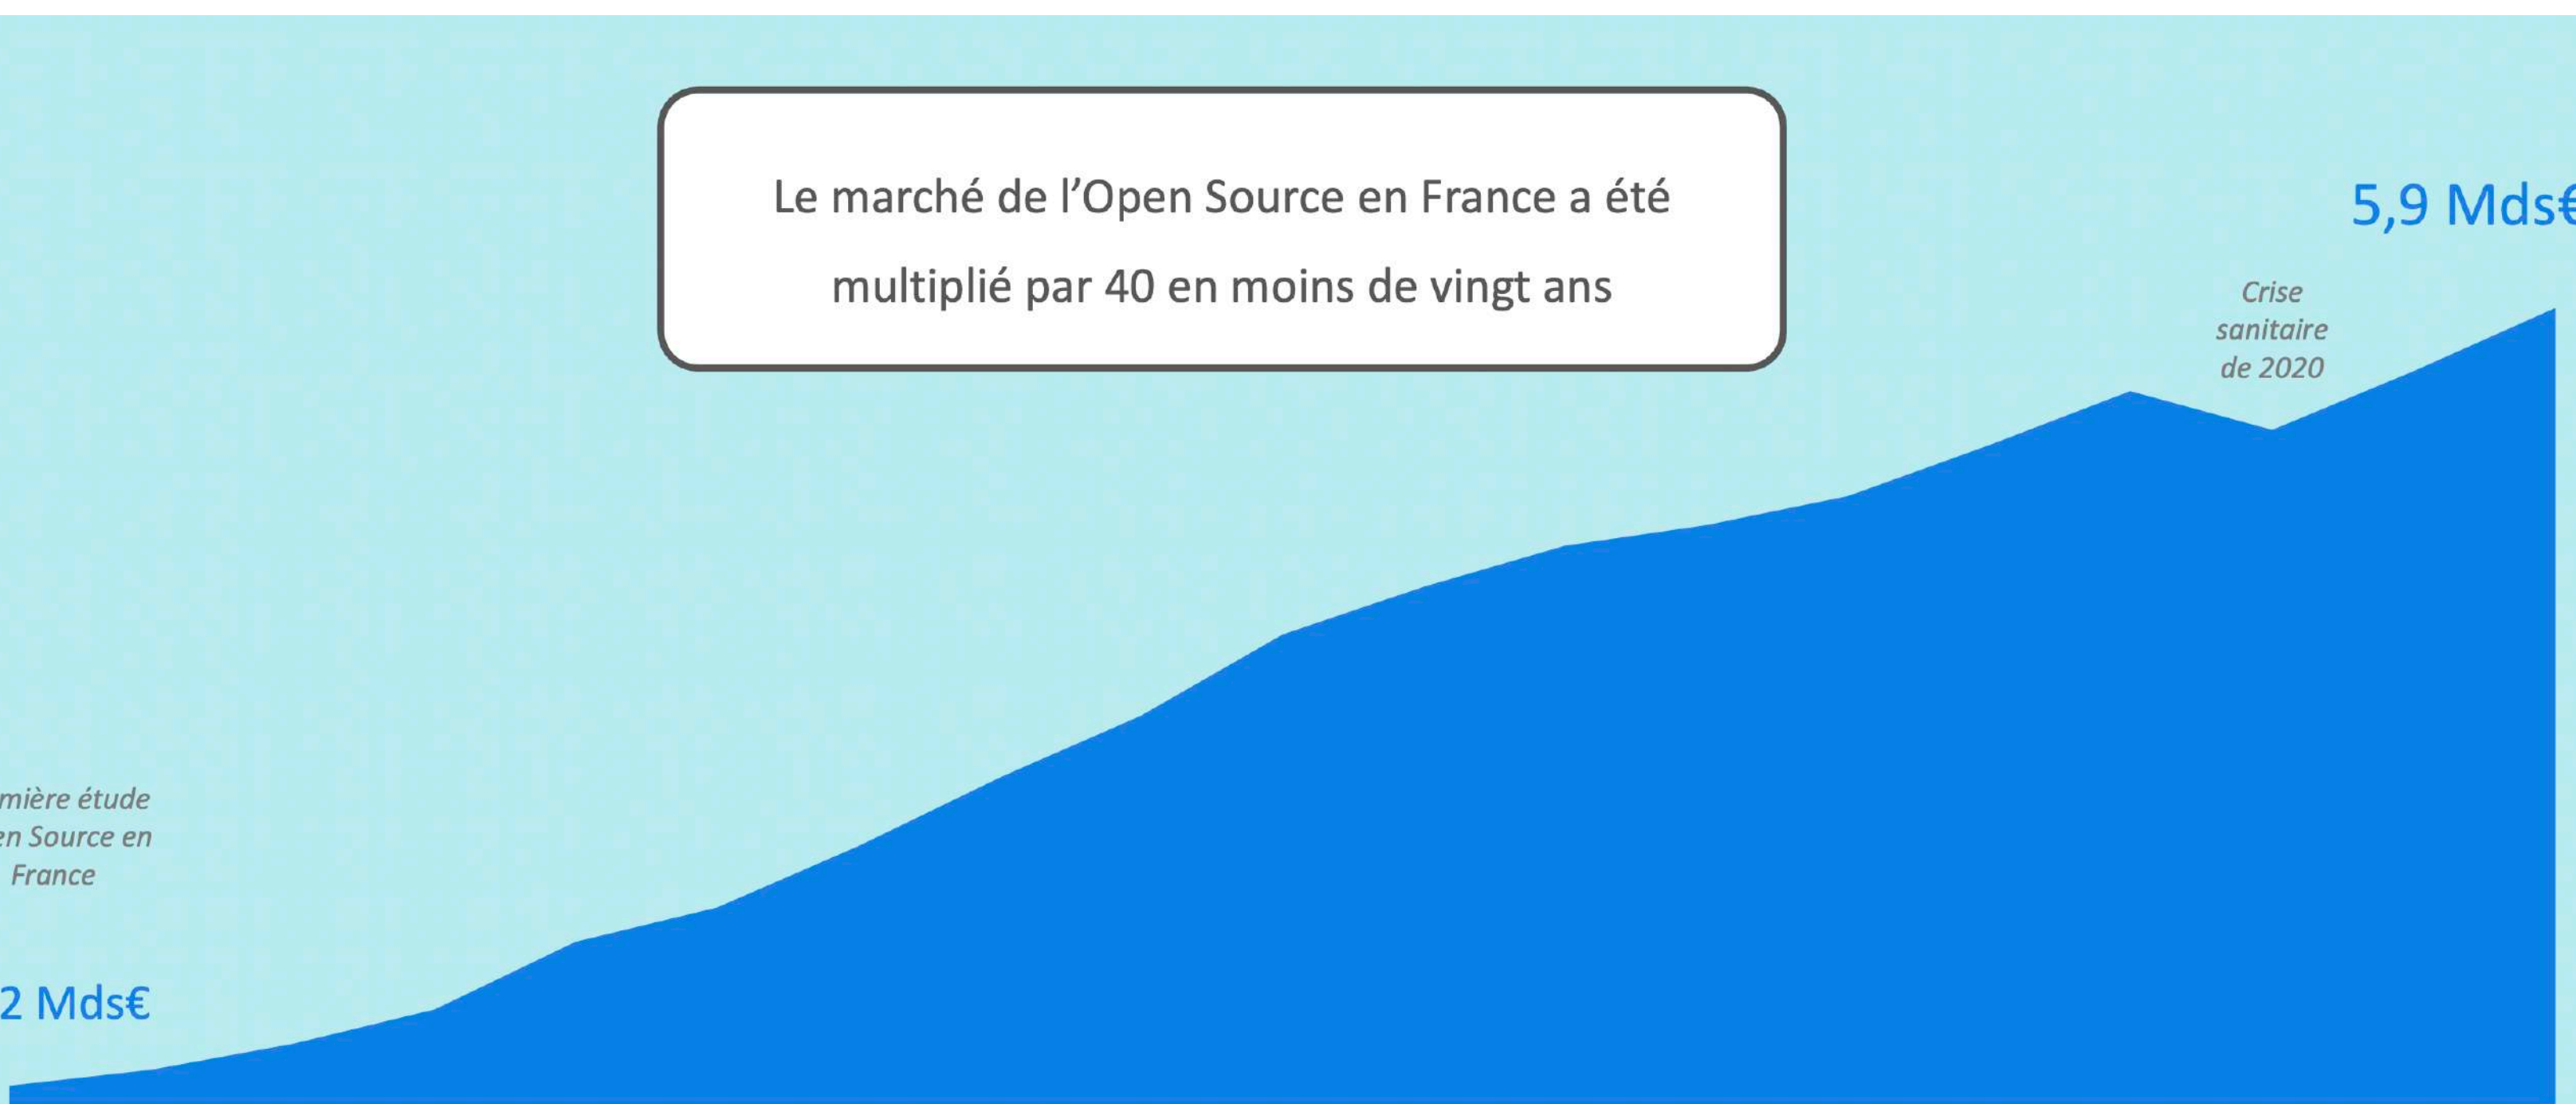 Le marché de l'Open Source en France a été
multiplié par 40 en moins de vingt ans
5,9 Mds€
Crise
sanitaire
de 2020
mière étude
en Source en
France
2 Mds€